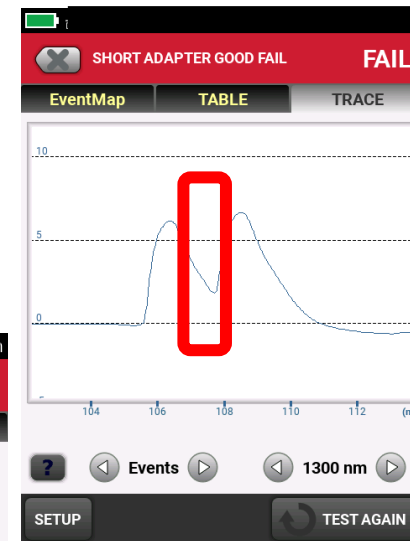 SHORT ADAPTER GOOD FAIL FAIL
EventMap TABLE TRACE
10
5
0
104 106 108 110 112
? Events 1300 nm
SETUP TEST AGAIN